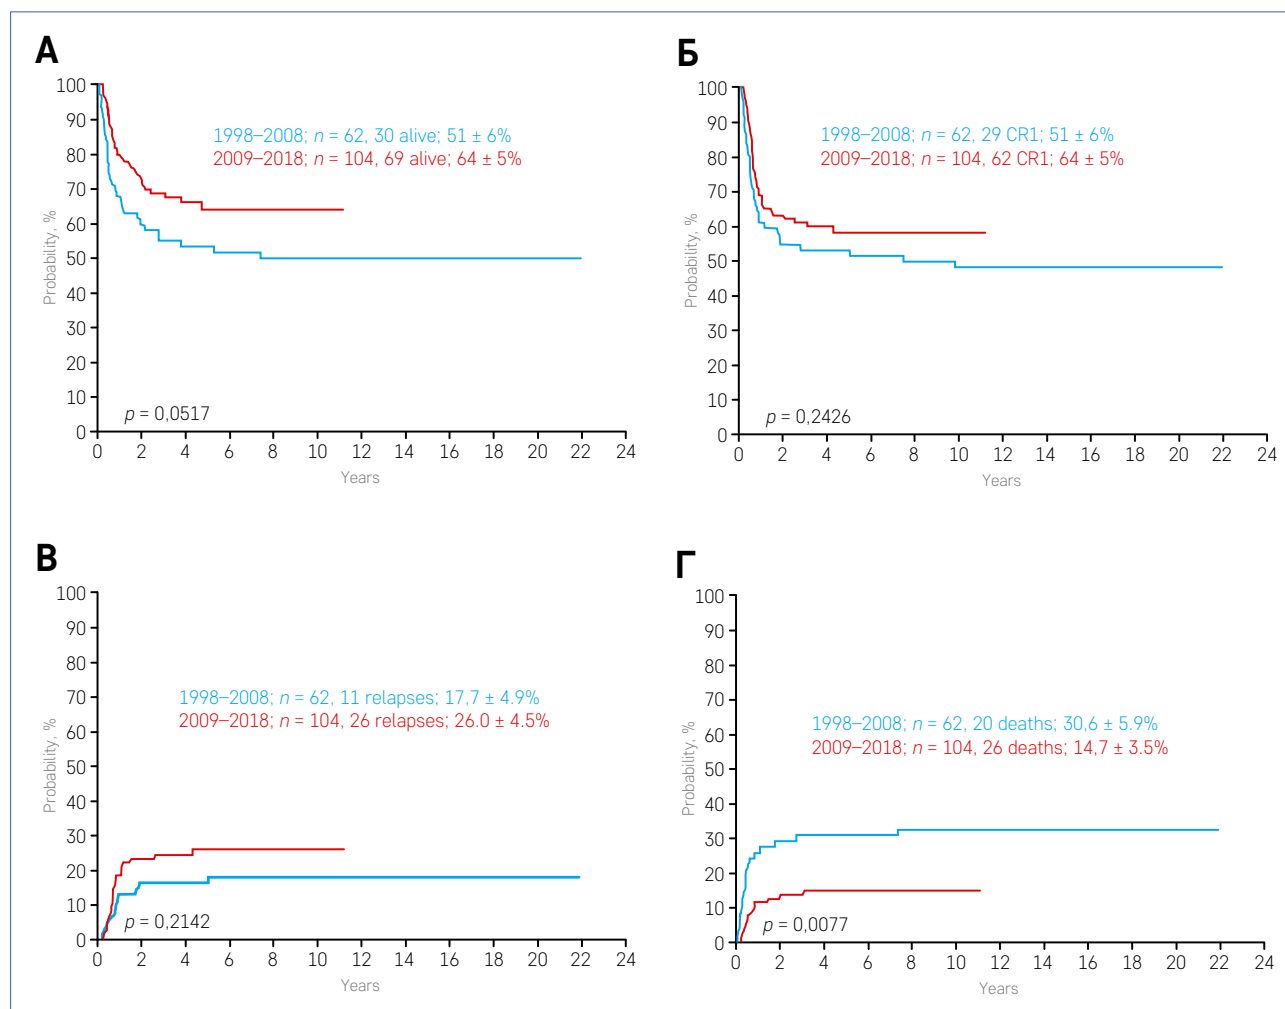 А
100
90
80
70
60
50
40
30
20
10
0
Probability, %
1998–2008; n = 62, 30 alive; 51 ± 6%
2009–2018; n = 104, 69 alive; 64 ± 5%
p = 0,0517
0 2 4 6 8 10 12 14 16 18 20 22 24
Years
Б
100
90
80
70
60
50
40
30
20
10
0
Probability, %
1998–2008; n = 62, 29 CR1; 51 ± 6%
2009–2018; n = 104, 62 CR1; 64 ± 5%
p = 0,2426
0 2 4 6 8 10 12 14 16 18 20 22 24
Years
В
100
90
80
70
60
50
40
30
20
10
0
Probability, %
1998–2008; n = 62, 11 relapses; 17,7 ± 4.9%
2009–2018; n = 104, 26 relapses; 26.0 ± 4.5%
p = 0,2142
0 2 4 6 8 10 12 14 16 18 20 22 24
Years
Г
100
90
80
70
60
50
40
30
20
10
0
Probability, %
1998–2008; n = 62, 20 deaths; 30,6 ± 5.9%
2009–2018; n = 104, 26 deaths; 14,7 ± 3.5%
p = 0,0077
0 2 4 6 8 10 12 14 16 18 20 22 24
Years